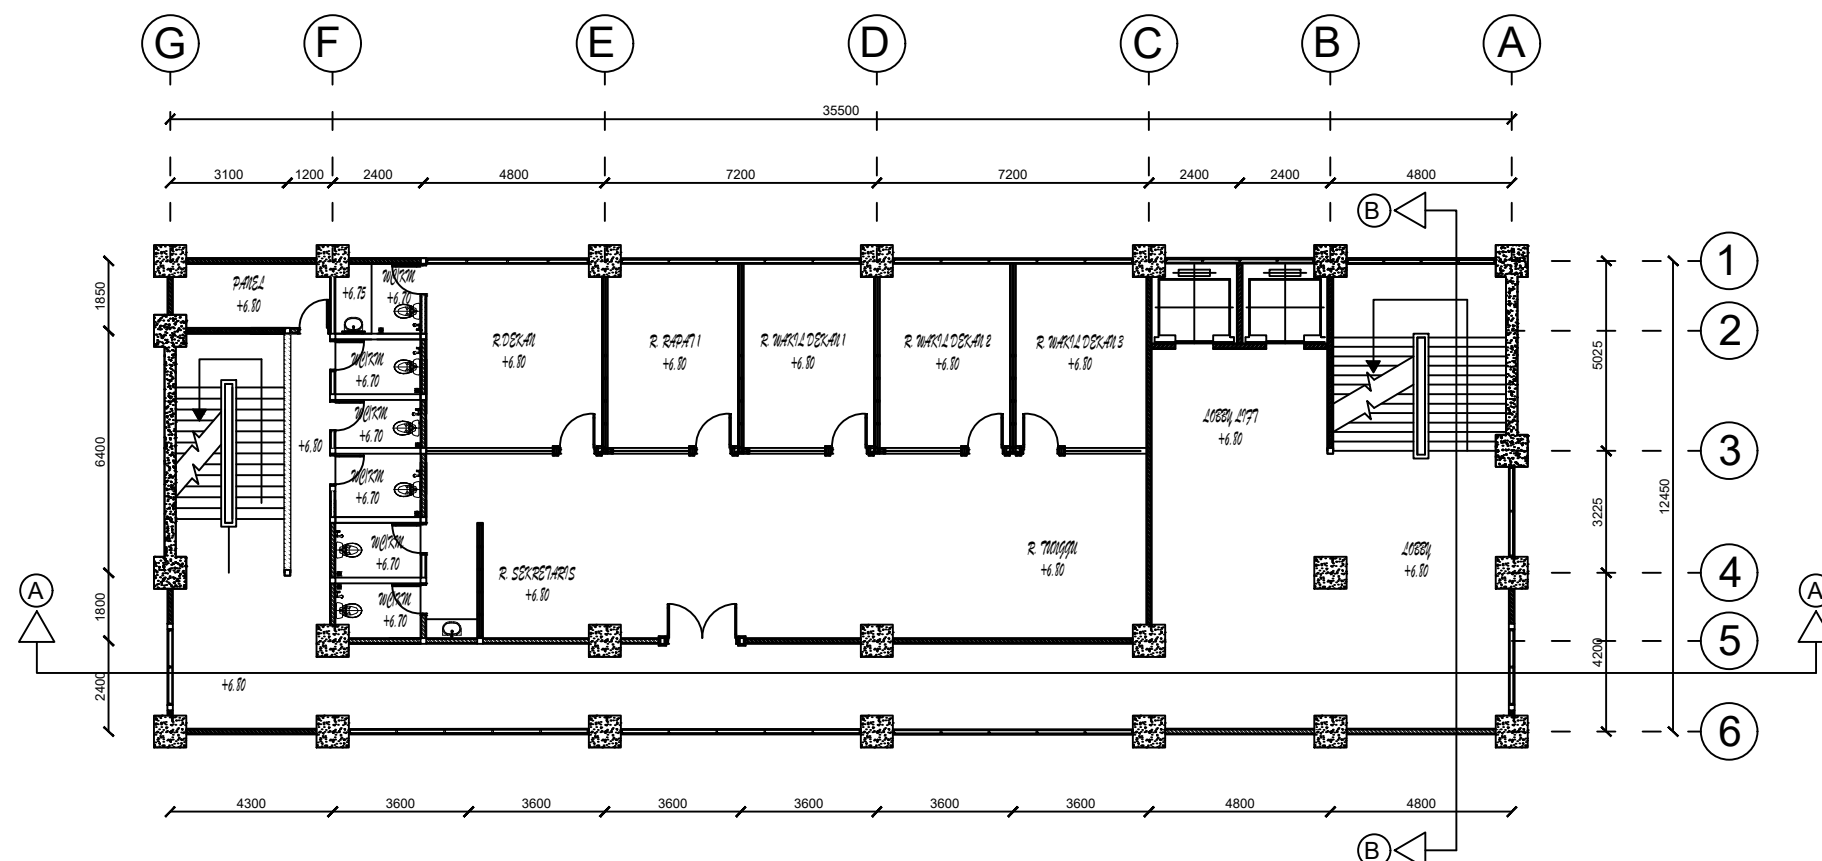 G F E D C B A
35500
3100 1200 2400 4800 7200 7200 2400 2400 4800
B
1
PANEL
+6.80
+6.75
WC/KM
+6.70
1850
2
R.DEKAN
+6.80
R. RAPAT 1
+6.80
R. WAKIL DEKAN 1
+6.80
R. WAKIL DEKAN 2
+6.80
R. WAKIL DEKAN 3
+6.80
5025
WC/KM
+6.70
LOBBY LIFT
+6.80
WC/KM
+6.70
+6.80
6400
3
WC/KM
+6.70
3225
12450
WC/KM
+6.70
R. TUNGGU
+6.80
LOBBY
+6.80
R. SEKRETARIS
+6.80
4
A
A
WC/KM
+6.70
1800
5
4200
+6.80
2400
6
4300 3600 3600 3600 3600 3600 3600 4800 4800
B